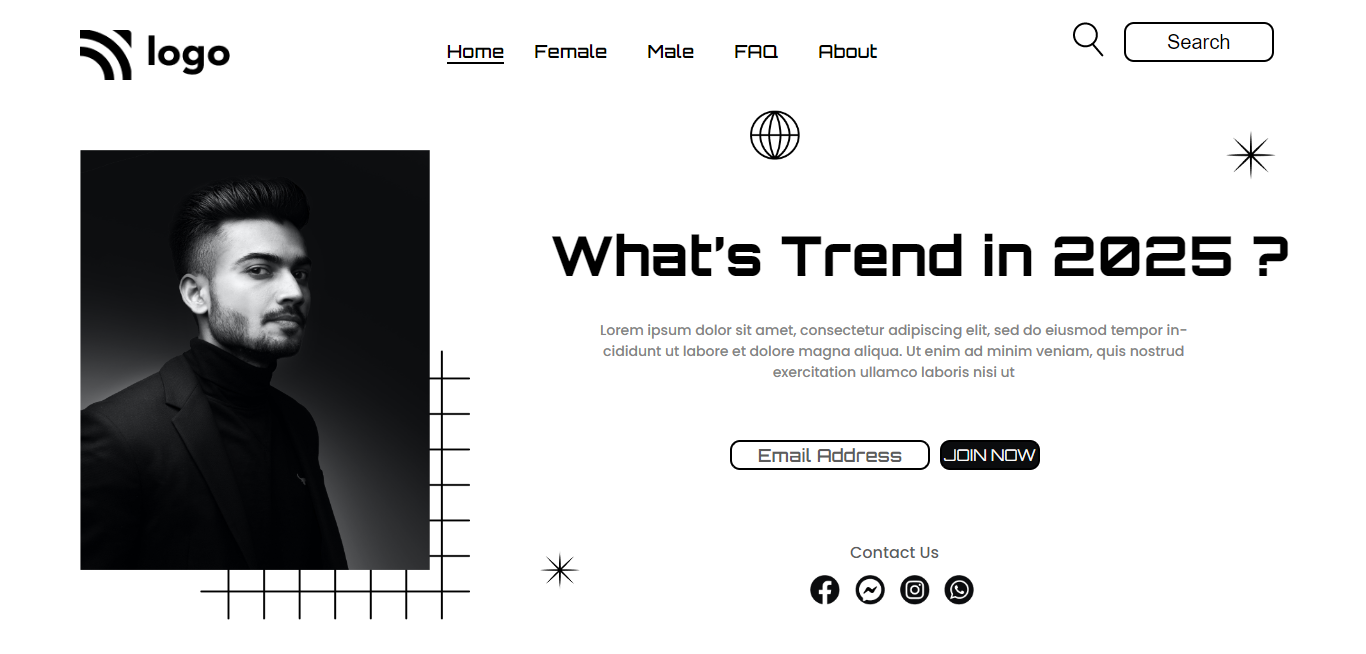 logo
Home Female Male FAQ About
Search
What's Trend in 2025 ?
Lorem ipsum dolor sit amet, consectetur adipiscing elit, sed do eiusmod tempor in-
cididunt ut labore et dolore magna aliqua. Ut enim ad minim veniam, quis nostrud
exercitation ullamco laboris nisi ut
Email Address JOIN NOW
Contact Us